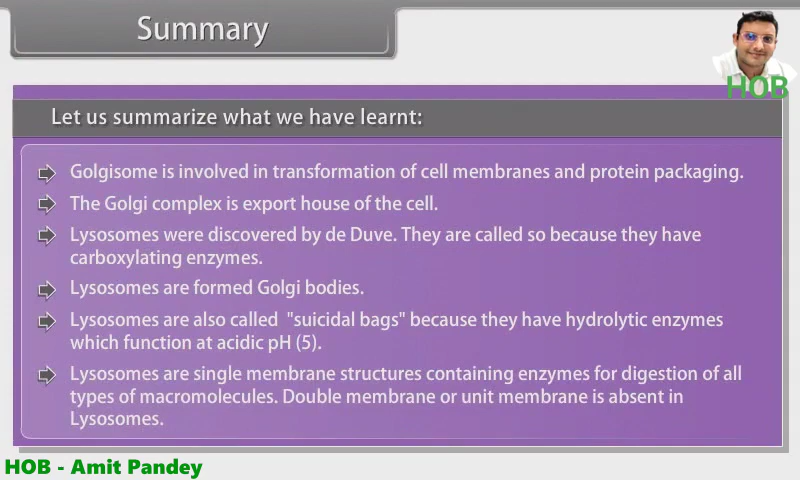 Summary
HOB
Let us summarize what we have learnt:
Golgisome is involved in transformation of cell membranes and protein packaging.
The Golgi complex is export house of the cell.
Lysosomes were discovered by de Duve. They are called so because they have
carboxylating enzymes.
Lysosomes are formed Golgi bodies.
Lysosomes are also called "suicidal bags" because they have hydrolytic enzymes
which function at acidic pH (5).
Lysosomes are single membrane structures containing enzymes for digestion of all
types of macromolecules. Double membrane or unit membrane is absent in
Lysosomes.
HOB - Amit Pandey